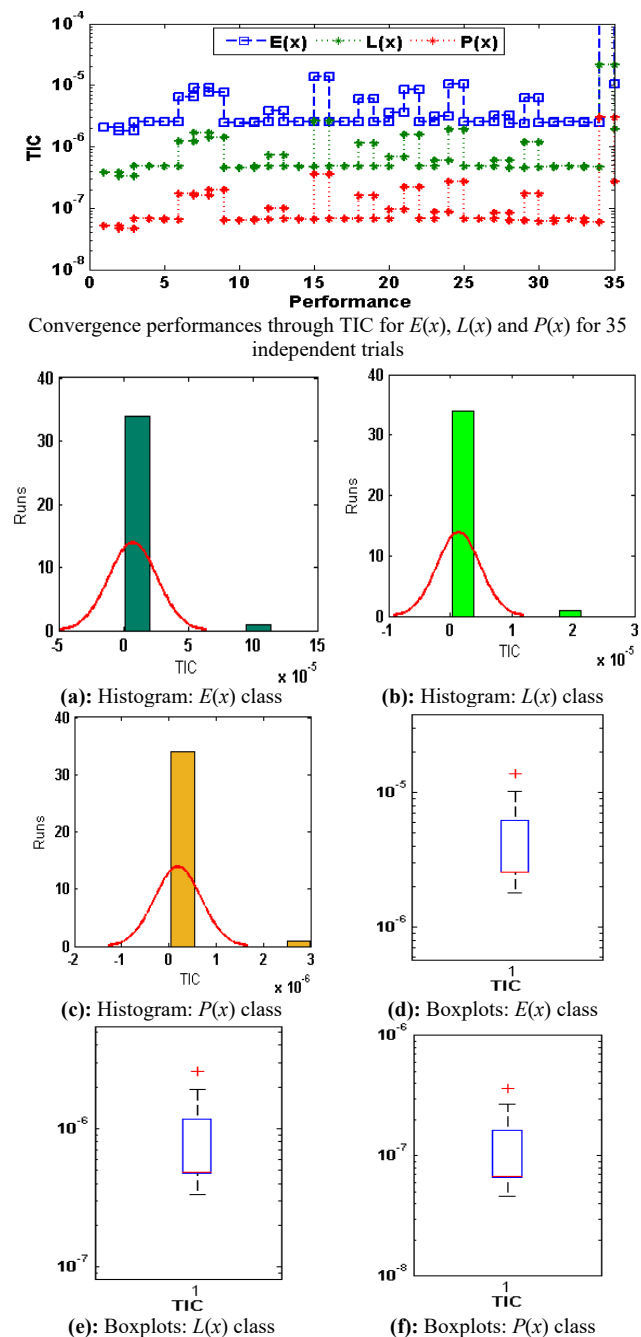 10⁻⁴
10⁻⁵
10⁻⁶
10⁻⁷
10⁻⁸
TIC
E(x) L(x) P(x)
0 5 10 15 20 25 30 35
Performance
Convergence performances through TIC for E(x), L(x) and P(x) for 35
independent trials
40
30
20
10
0
Runs
-5 0 5 10 15
TIC
x 10⁻⁵
(a): Histogram: E(x) class
40
30
20
10
0
Runs
-1 0 1 2 3
TIC
x 10⁻⁵
(b): Histogram: L(x) class
40
30
20
10
0
Runs
-2 -1 0 1 2 3
TIC
x 10⁻⁶
(c): Histogram: P(x) class
10⁻⁵
10⁻⁶
1
TIC
(d): Boxplots: E(x) class
10⁻⁶
10⁻⁷
1
TIC
(e): Boxplots: L(x) class
10⁻⁶
10⁻⁷
10⁻⁸
1
TIC
(f): Boxplots: P(x) class